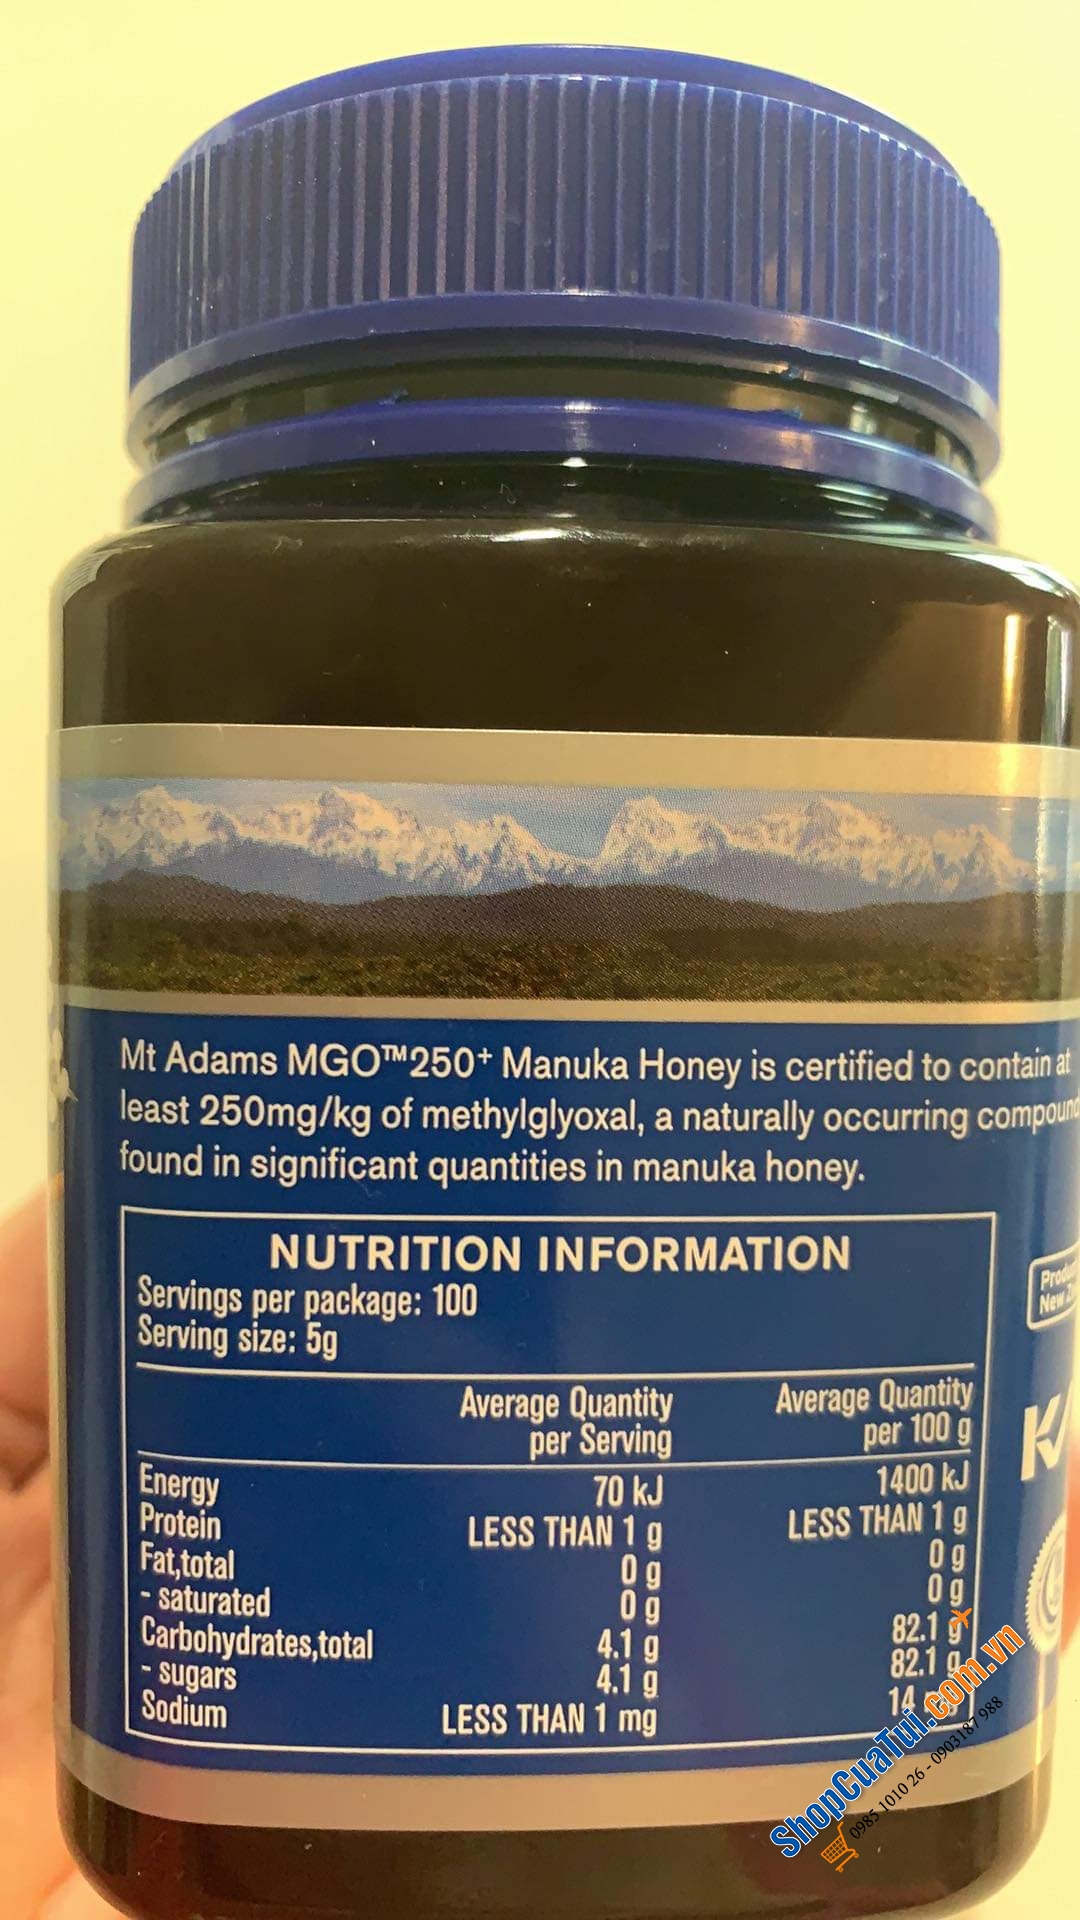 Mt Adams MGO™250+ Manuka Honey is certified to contain at
least 250mg/kg of methylglyoxal, a naturally occurring compound
found in significant quantities in manuka honey.
NUTRITION INFORMATION
Servings per package: 100
Serving size: 5g
Average Quantity per Serving
Average Quantity per 100 g
Energy 70 kJ 1400 kJ
Protein LESS THAN 1 g LESS THAN 1 g
Fat,total 0 g 0 g
- saturated 0 g 0 g
Carbohydrates,total 4.1 g 82.1 g
- sugars 4.1 g 82.1 g
Sodium LESS THAN 1 mg 14
New
ShopCuaTui.com.vn
0985 1010 26 - 0903187 988